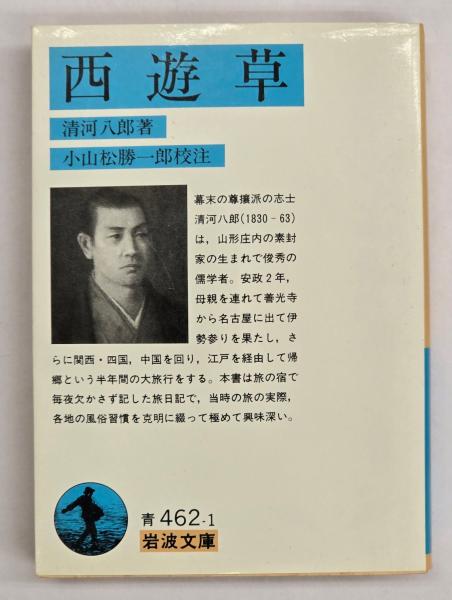 西遊草
清河八郎著
小山松勝一郎校注
幕末の尊攘派の志士
清河八郎(1830‐63)
は，山形庄内の素封
家の生まれで俊秀の
儒学者。安政2年，
母親を連れて善光寺
から名古屋に出て伊
勢参りを果たし，さ
らに関西・四国，中国を回り，江戸を経由して帰
郷という半年間の大旅行をする。本書は旅の宿で
毎夜欠かさず記した旅日記で，当時の旅の実際，
各地の風俗習慣を克明に綴って極めて興味深い。
青 462-1
岩波文庫